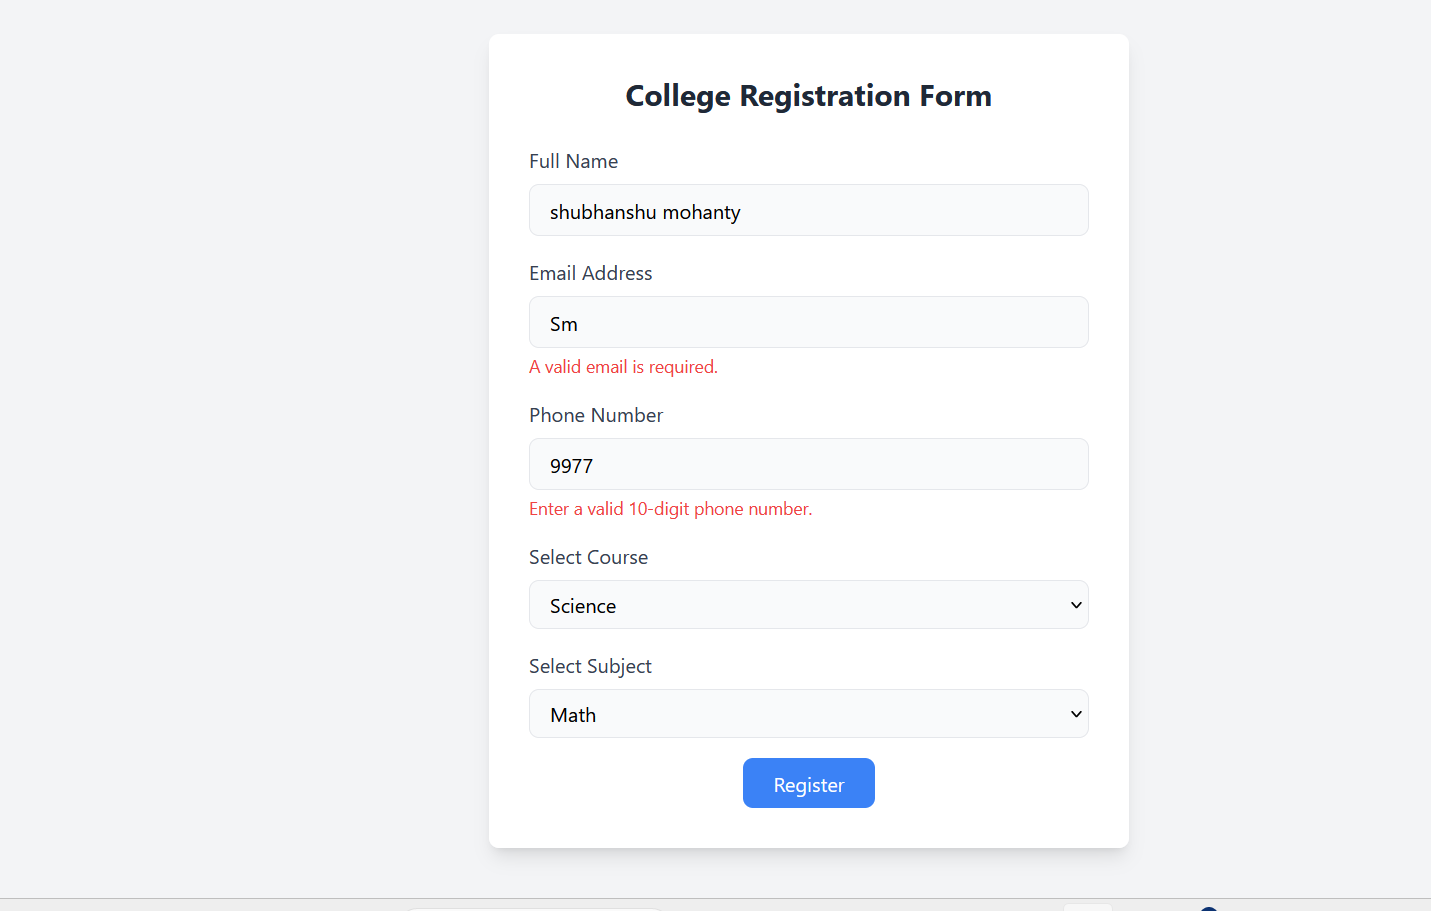 College Registration Form
Full Name
shubhanshu mohanty
Email Address
Sm
A valid email is required.
Phone Number
9977
Enter a valid 10-digit phone number.
Select Course
Science
Select Subject
Math
Register